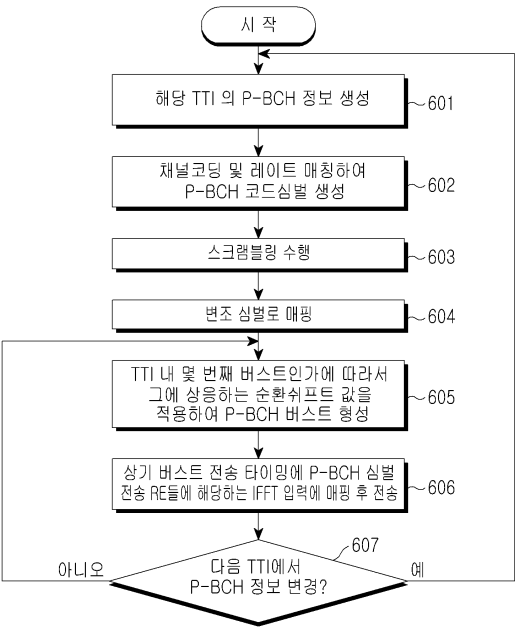 시 작
해당 TTI 의 P-BCH 정보 생성
601
채널코딩 및 레이트 매칭하여
P-BCH 코드심벌 생성
602
스크램블링 수행
603
변조 심벌로 매핑
604
TTI 내 몇 번째 버스트인가에 따라서
그에 상응하는 순환쉬프트 값을
적용하여 P-BCH 버스트 형성
605
상기 버스트 전송 타이밍에 P-BCH 심벌
전송 RE들에 해당하는 IFFT 입력에 매핑 후 전송
606
607
아니오
다음 TTI에서
P-BCH 정보 변경?
예